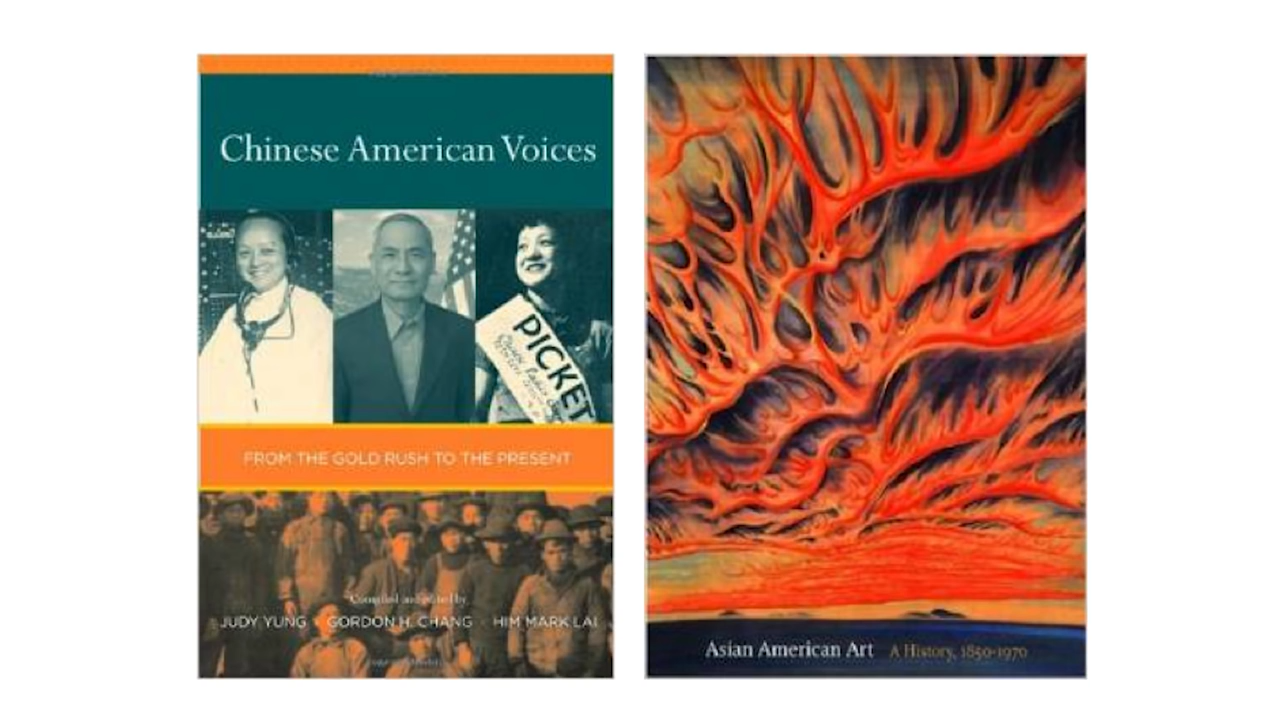 Chinese American Voices
PICKET
FROM THE GOLD RUSH TO THE PRESENT
Compiled and edited by
JUDY YUNG · GORDON H. CHANG · HIM MARK LAI
Asian American Art A History, 1850-1970